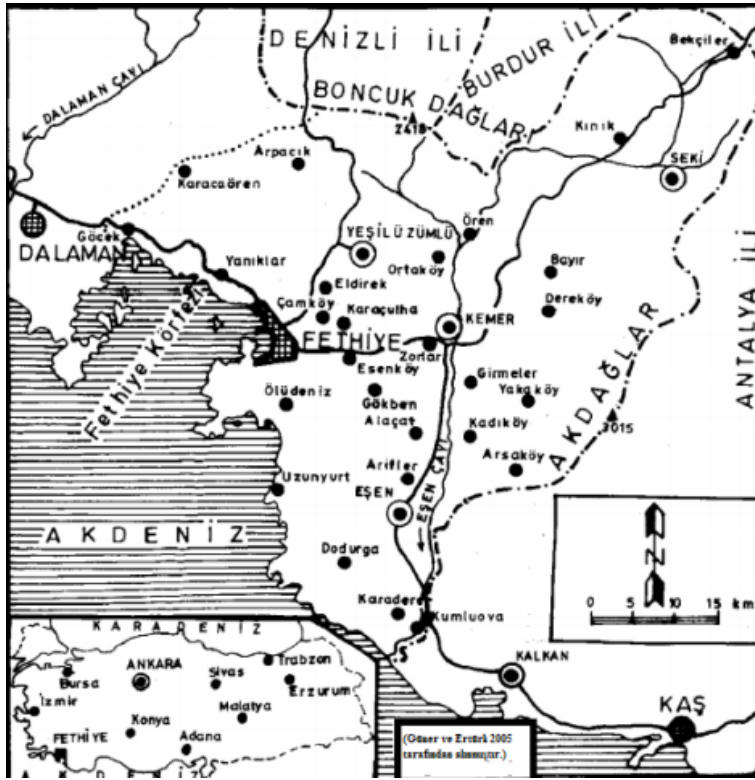 DENİZLİ İLİ
BURDUR İLİ
Bekçiler
DALAMAN ÇAYI
BONCUK DAĞLARI
2418
Kınık
SEKİ
Arpacık
Karacaören
Göcek
DALAMAN
Yanıklar
YEŞİLÜZÜMLÜ
Ören
Ortaköy
Bayır
Dereköy
Eldirek
Çamköy
Karaçulha
KEMER
FETHİYE
Zorlar
Esenköy
Fethiye Körfezi
Ölüdeniz
Gökben
Alaçat
Girmeler
Yakaköy
Kadıköy
Arsaköy
AKDAĞLAR
3015
ANTALYA İLİ
Arifler
Uzunyurt
EŞEN
EŞEN ÇAYI
AKDENİZ
Dodurga
Karadere
Kumluova
N
0 5 10 15 km
KALKAN
KAŞ
KARADENİZ
ANKARA
Trabzon
Bursa
Sivas
Erzurum
İzmir
Malatya
Konya
FETHİYE
Adana
AKDENİZ
(Güner ve Ertürk 2005
tarafından alınmıştır.)